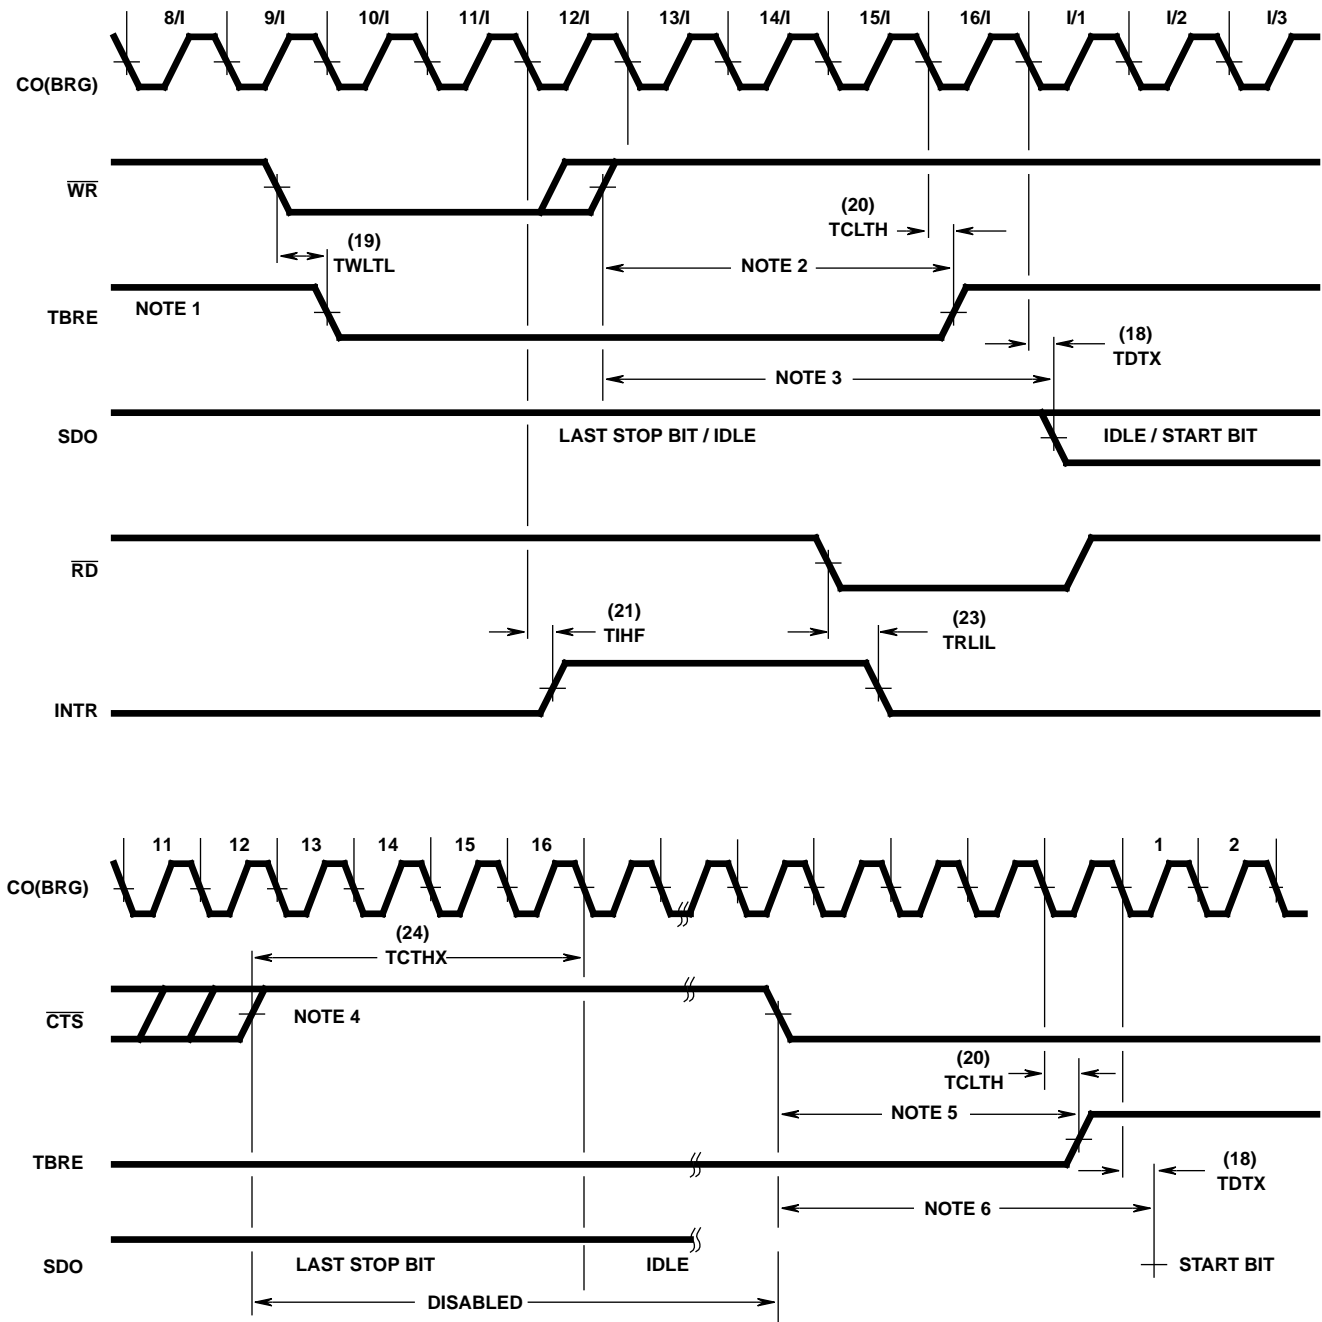 8/I 9/I 10/I 11/I 12/I 13/I 14/I 15/I 16/I I/1 I/2 I/3
CO(BRG)
WR
(20)
TCLTH
(19)
TWLTL
NOTE 2
NOTE 1
TBRE
(18)
TDTX
NOTE 3
SDO
LAST STOP BIT / IDLE
IDLE / START BIT
RD
(21)
TIHF
(23)
TRLIL
INTR
11 12 13 14 15 16 1 2
CO(BRG)
(24)
TCTHX
CTS
NOTE 4
(20)
TCLTH
NOTE 5
TBRE
(18)
TDTX
NOTE 6
SDO
LAST STOP BIT
IDLE
START BIT
DISABLED